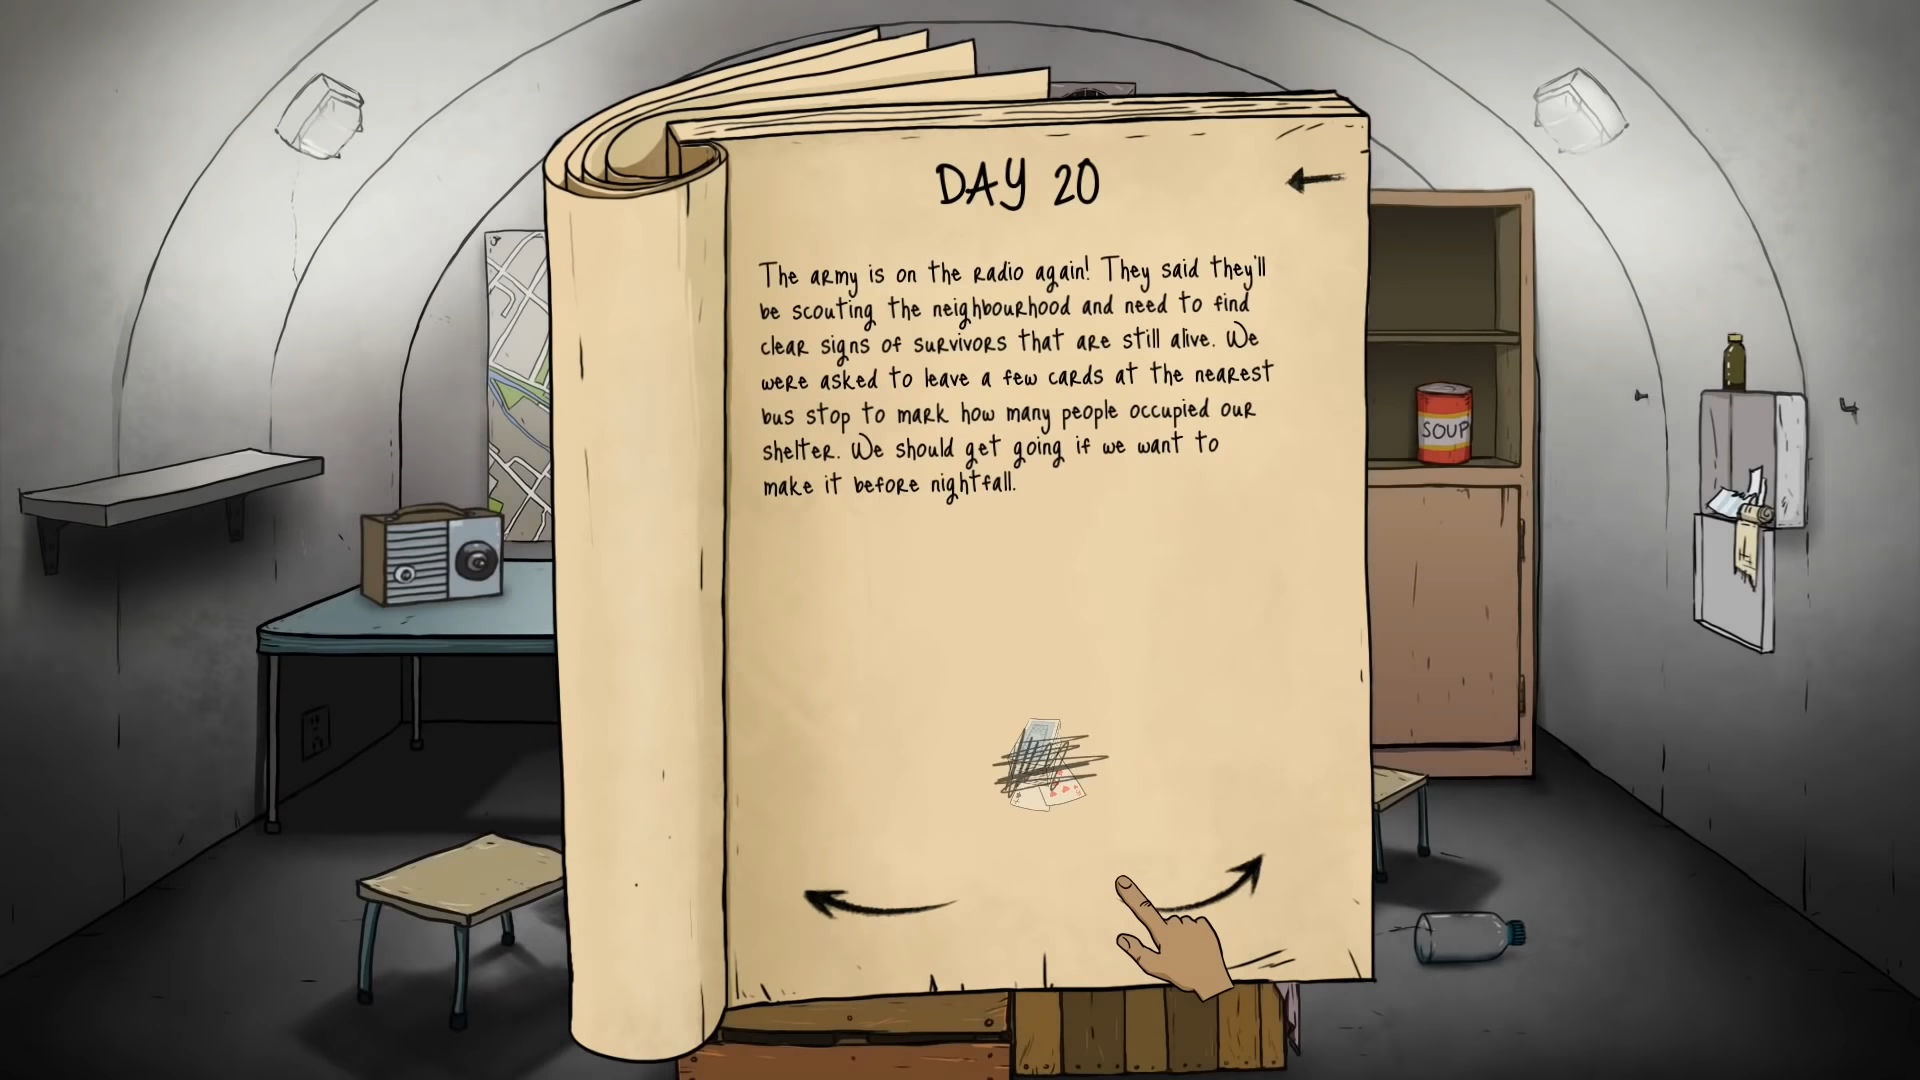 DAY 20
The army is on the radio again! They said they'll
be scouting the neighbourhood and need to find
clear signs of survivors that are still alive. We
were asked to leave a few cards at the nearest
bus stop to mark how many people occupied our
shelter. We should get going if we want to
make it before nightfall.
SOUP